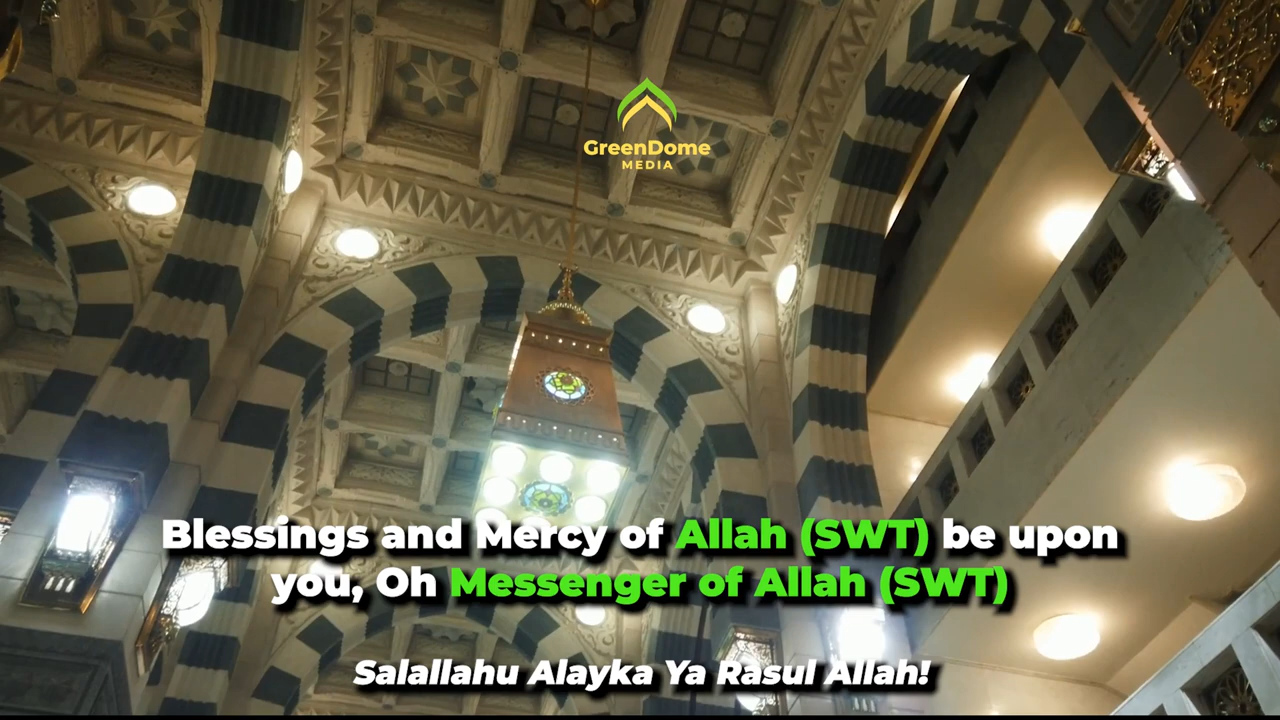 GreenDome
MEDIA
Blessings and Mercy of Allah (SWT) be upon
you, Oh Messenger of Allah (SWT)
Salallahu Alayka Ya Rasul Allah!